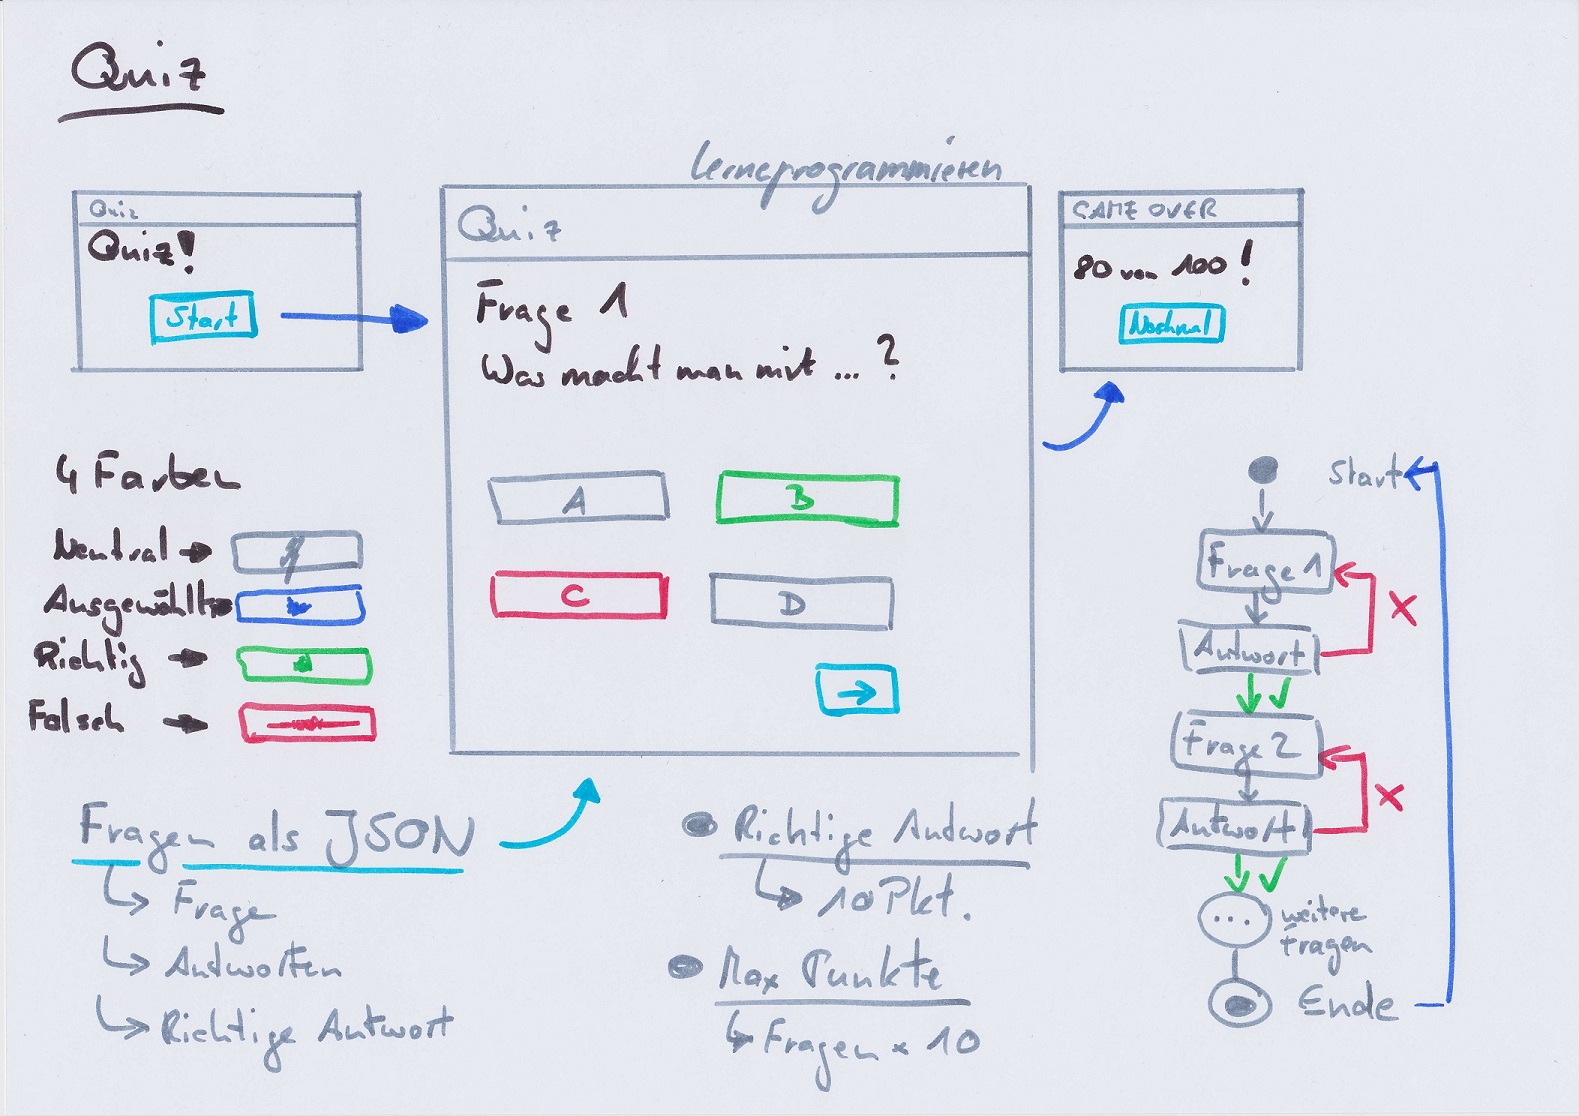 Quiz
lerneprogrammieren
Quiz
Quiz!
Start
Quiz
Frage 1
Was macht man mit ... ?
A
B
C
D
→
GAME OVER
80 von 100!
Nochmal
4 Farben
Neutral →
Ausgewählt →
Richtig →
Falsch →
Fragen als JSON
↳ Frage
↳ Antworten
↳ Richtige Antwort
● Richtige Antwort
↳ 10 Pkt.
● Max Punkte
↳ Fragen × 10
Start
Frage 1
Antwort
X
✓
Frage 2
Antwort
X
✓
...
weitere
Fragen
Ende